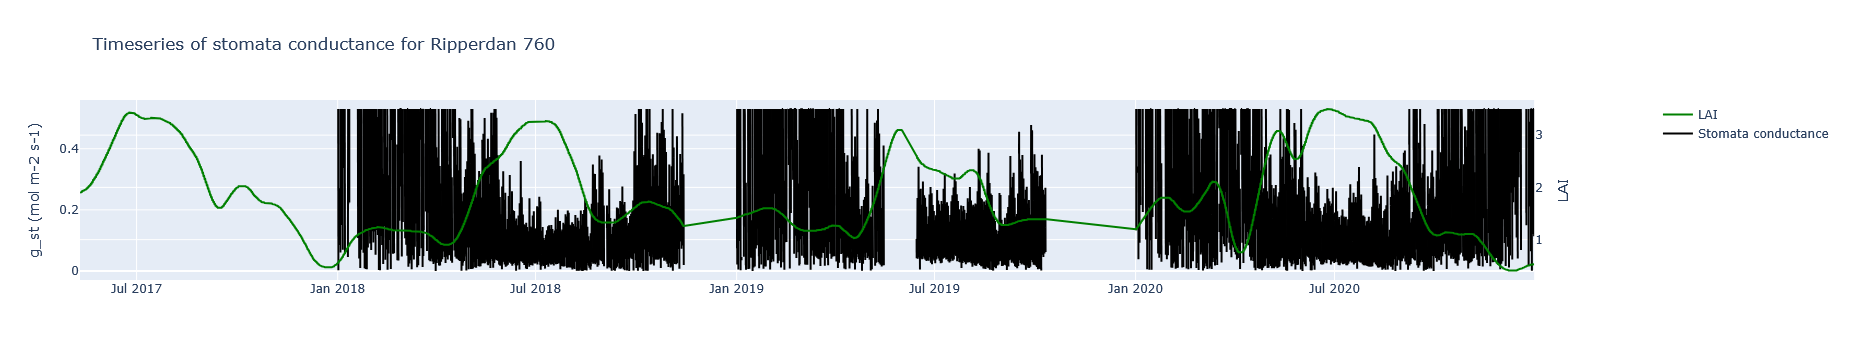 Timeseries of stomata conductance for Ripperdan 760
LAI
Stomata conductance
g_st (mol m-2 s-1)
0.4
0.2
0
3
2
1
LAI
Jul 2017
Jan 2018
Jul 2018
Jan 2019
Jul 2019
Jan 2020
Jul 2020